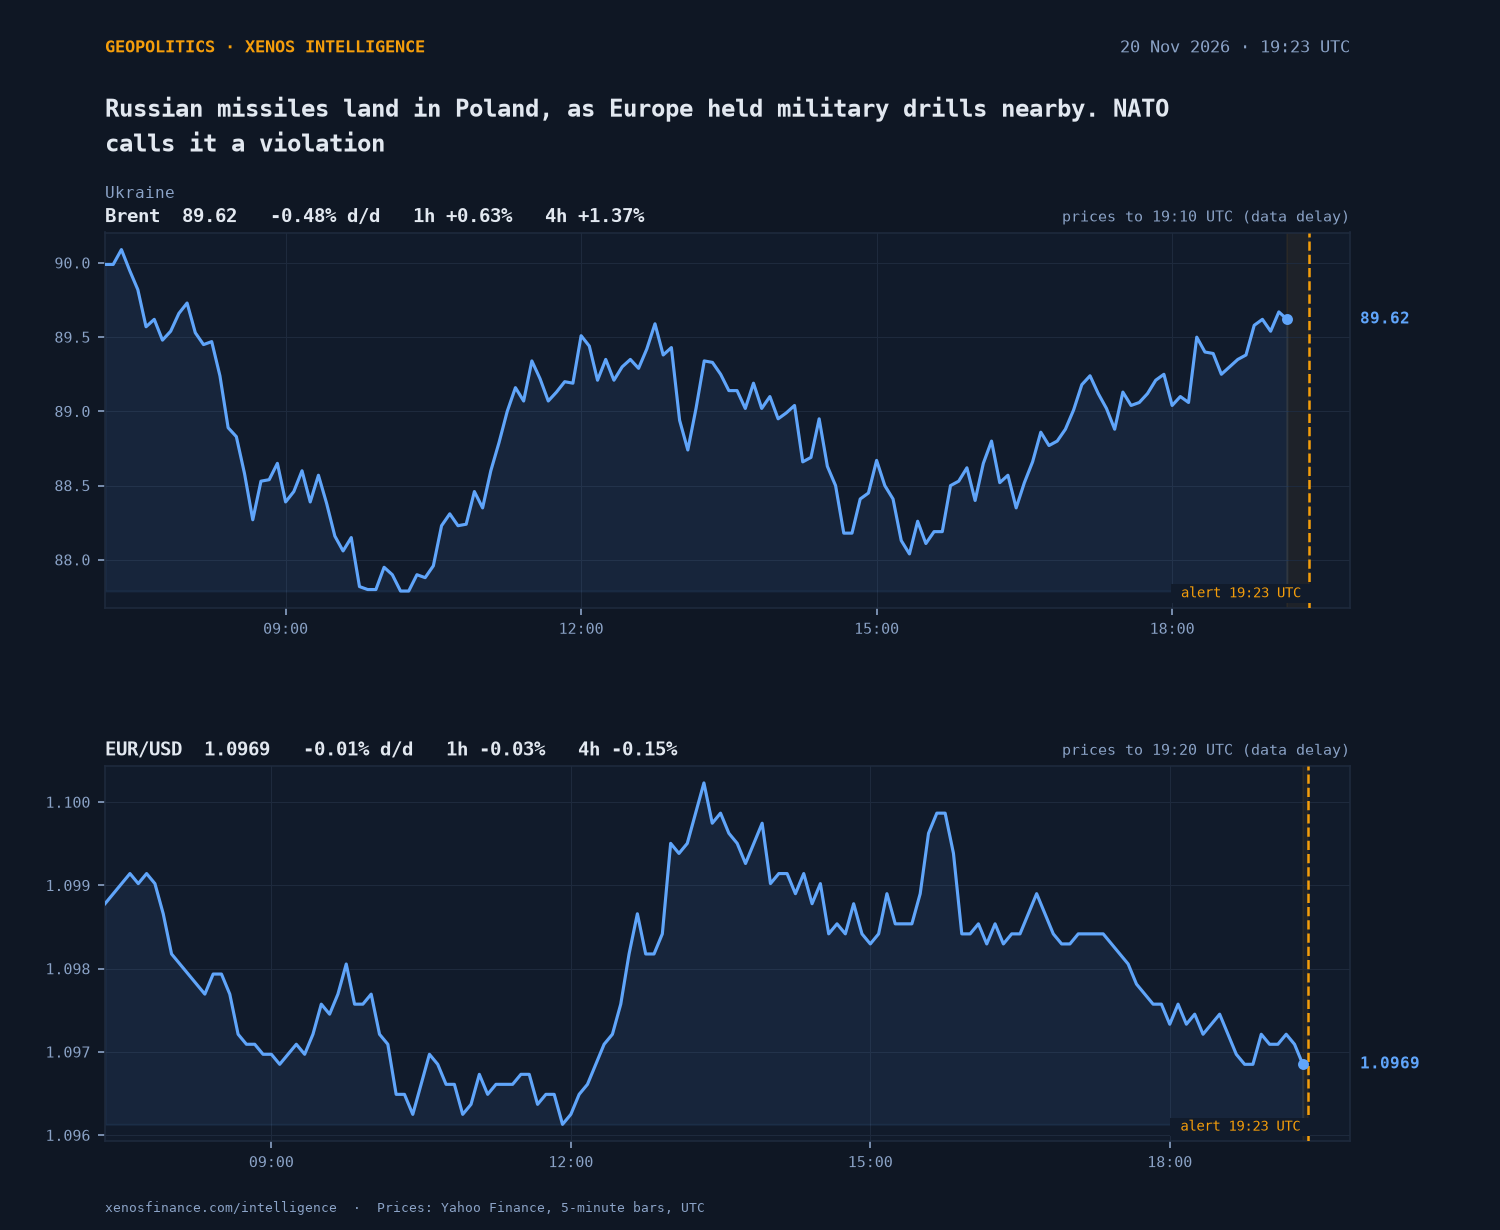 GEOPOLITICS · XENOS INTELLIGENCE
20 Nov 2026 · 19:23 UTC
Russian missiles land in Poland, as Europe held military drills nearby. NATO
calls it a violation
Ukraine
Brent 89.62 -0.48% d/d 1h +0.63% 4h +1.37%
prices to 19:10 UTC (data delay)
90.0
89.5
89.0
88.5
88.0
89.62
alert 19:23 UTC
09:00
12:00
15:00
18:00
EUR/USD 1.0969 -0.01% d/d 1h -0.03% 4h -0.15%
prices to 19:20 UTC (data delay)
1.100
1.099
1.098
1.097
1.096
1.0969
alert 19:23 UTC
09:00
12:00
15:00
18:00
xenosfinance.com/intelligence · Prices: Yahoo Finance, 5-minute bars, UTC